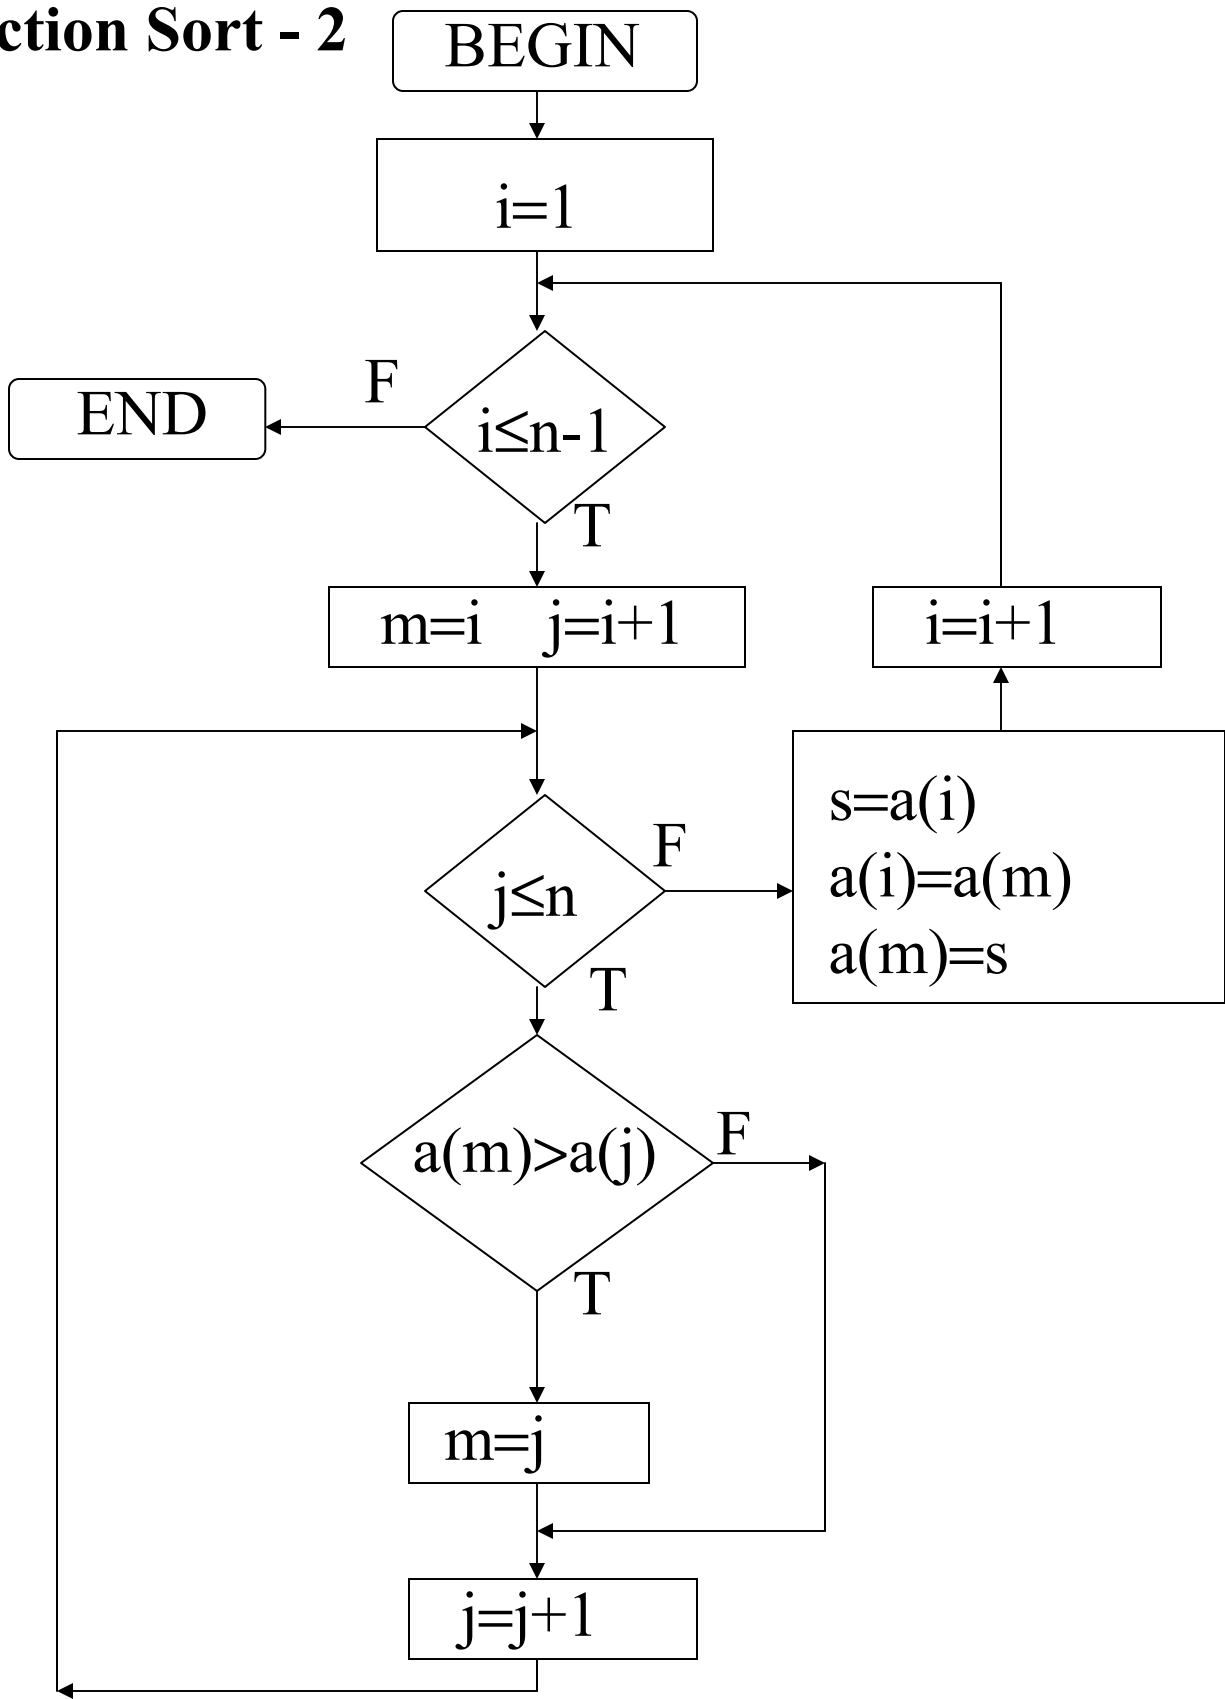 ction Sort - 2
BEGIN
i=1
F
END
i≤n-1
T
m=i j=i+1
i=i+1
s=a(i)
a(i)=a(m)
a(m)=s
F
j≤n
T
a(m)>a(j)
F
T
m=j
j=j+1